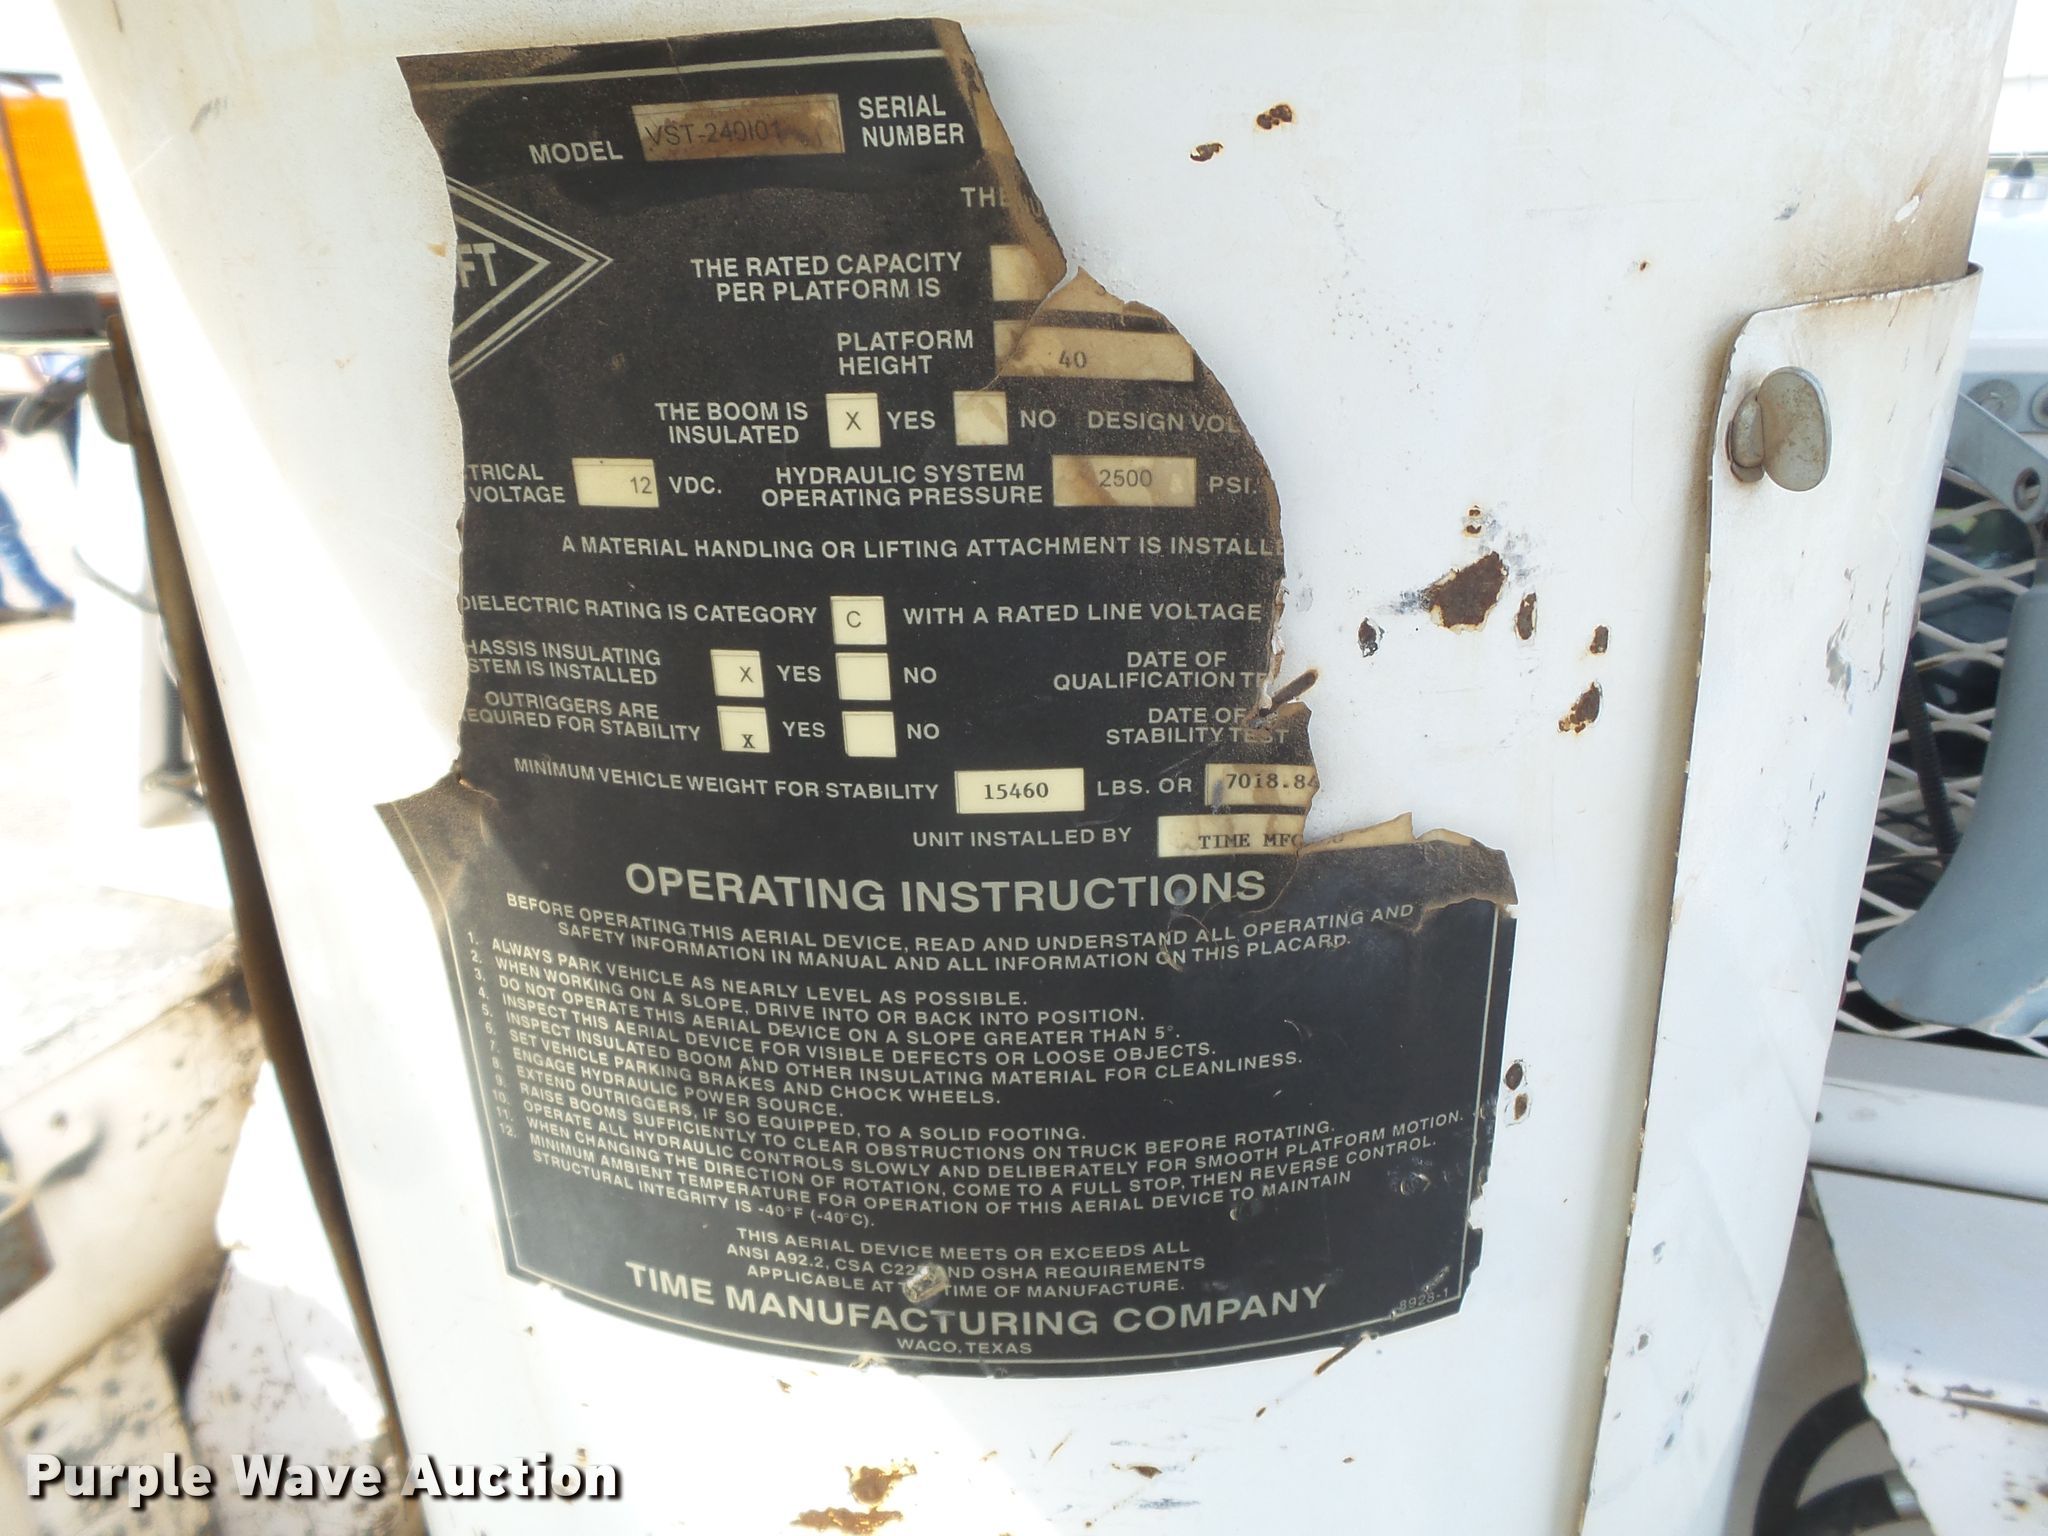 MODEL VST-240I01 SERIAL
NUMBER
THE
FT
THE RATED CAPACITY
PER PLATFORM IS
PLATFORM
HEIGHT 40
THE BOOM IS
INSULATED X YES NO DESIGN VOL
TRICAL
VOLTAGE 12 VDC. HYDRAULIC SYSTEM
OPERATING PRESSURE 2500 PSI.
A MATERIAL HANDLING OR LIFTING ATTACHMENT IS INSTALLE
DIELECTRIC RATING IS CATEGORY C WITH A RATED LINE VOLTAGE
HASSIS INSULATING
STEM IS INSTALLED X YES NO DATE OF
QUALIFICATION TE
OUTRIGGERS ARE
EQUIRED FOR STABILITY X YES NO DATE OF
STABILITY TEST
MINIMUM VEHICLE WEIGHT FOR STABILITY 15460 LBS. OR 7018.84
UNIT INSTALLED BY TIME MFG
OPERATING INSTRUCTIONS
BEFORE OPERATING THIS AERIAL DEVICE, READ AND UNDERSTAND ALL OPERATING AND
SAFETY INFORMATION IN MANUAL AND ALL INFORMATION ON THIS PLACARD.
1. ALWAYS PARK VEHICLE AS NEARLY LEVEL AS POSSIBLE.
2. WHEN WORKING ON A SLOPE, DRIVE INTO OR BACK INTO POSITION.
3. DO NOT OPERATE THIS AERIAL DEVICE ON A SLOPE GREATER THAN 5°.
4. INSPECT THIS AERIAL DEVICE FOR VISIBLE DEFECTS OR LOOSE OBJECTS.
5. INSPECT INSULATED BOOM AND OTHER INSULATING MATERIAL FOR CLEANLINESS.
6. SET VEHICLE PARKING BRAKES AND CHOCK WHEELS.
7. ENGAGE HYDRAULIC POWER SOURCE.
8. EXTEND OUTRIGGERS, IF SO EQUIPPED, TO A SOLID FOOTING.
9. RAISE BOOMS SUFFICIENTLY TO CLEAR OBSTRUCTIONS ON TRUCK BEFORE ROTATING.
10. OPERATE ALL HYDRAULIC CONTROLS SLOWLY AND DELIBERATELY FOR SMOOTH PLATFORM MOTION.
11. WHEN CHANGING THE DIRECTION OF ROTATION, COME TO A FULL STOP, THEN REVERSE CONTROL.
12. MINIMUM AMBIENT TEMPERATURE FOR OPERATION OF THIS AERIAL DEVICE TO MAINTAIN
STRUCTURAL INTEGRITY IS -40°F (-40°C).
THIS AERIAL DEVICE MEETS OR EXCEEDS ALL
ANSI A92.2, CSA C225 AND OSHA REQUIREMENTS
APPLICABLE AT TIME OF MANUFACTURE.
TIME MANUFACTURING COMPANY
WACO, TEXAS
8928-1
Purple Wave Auction